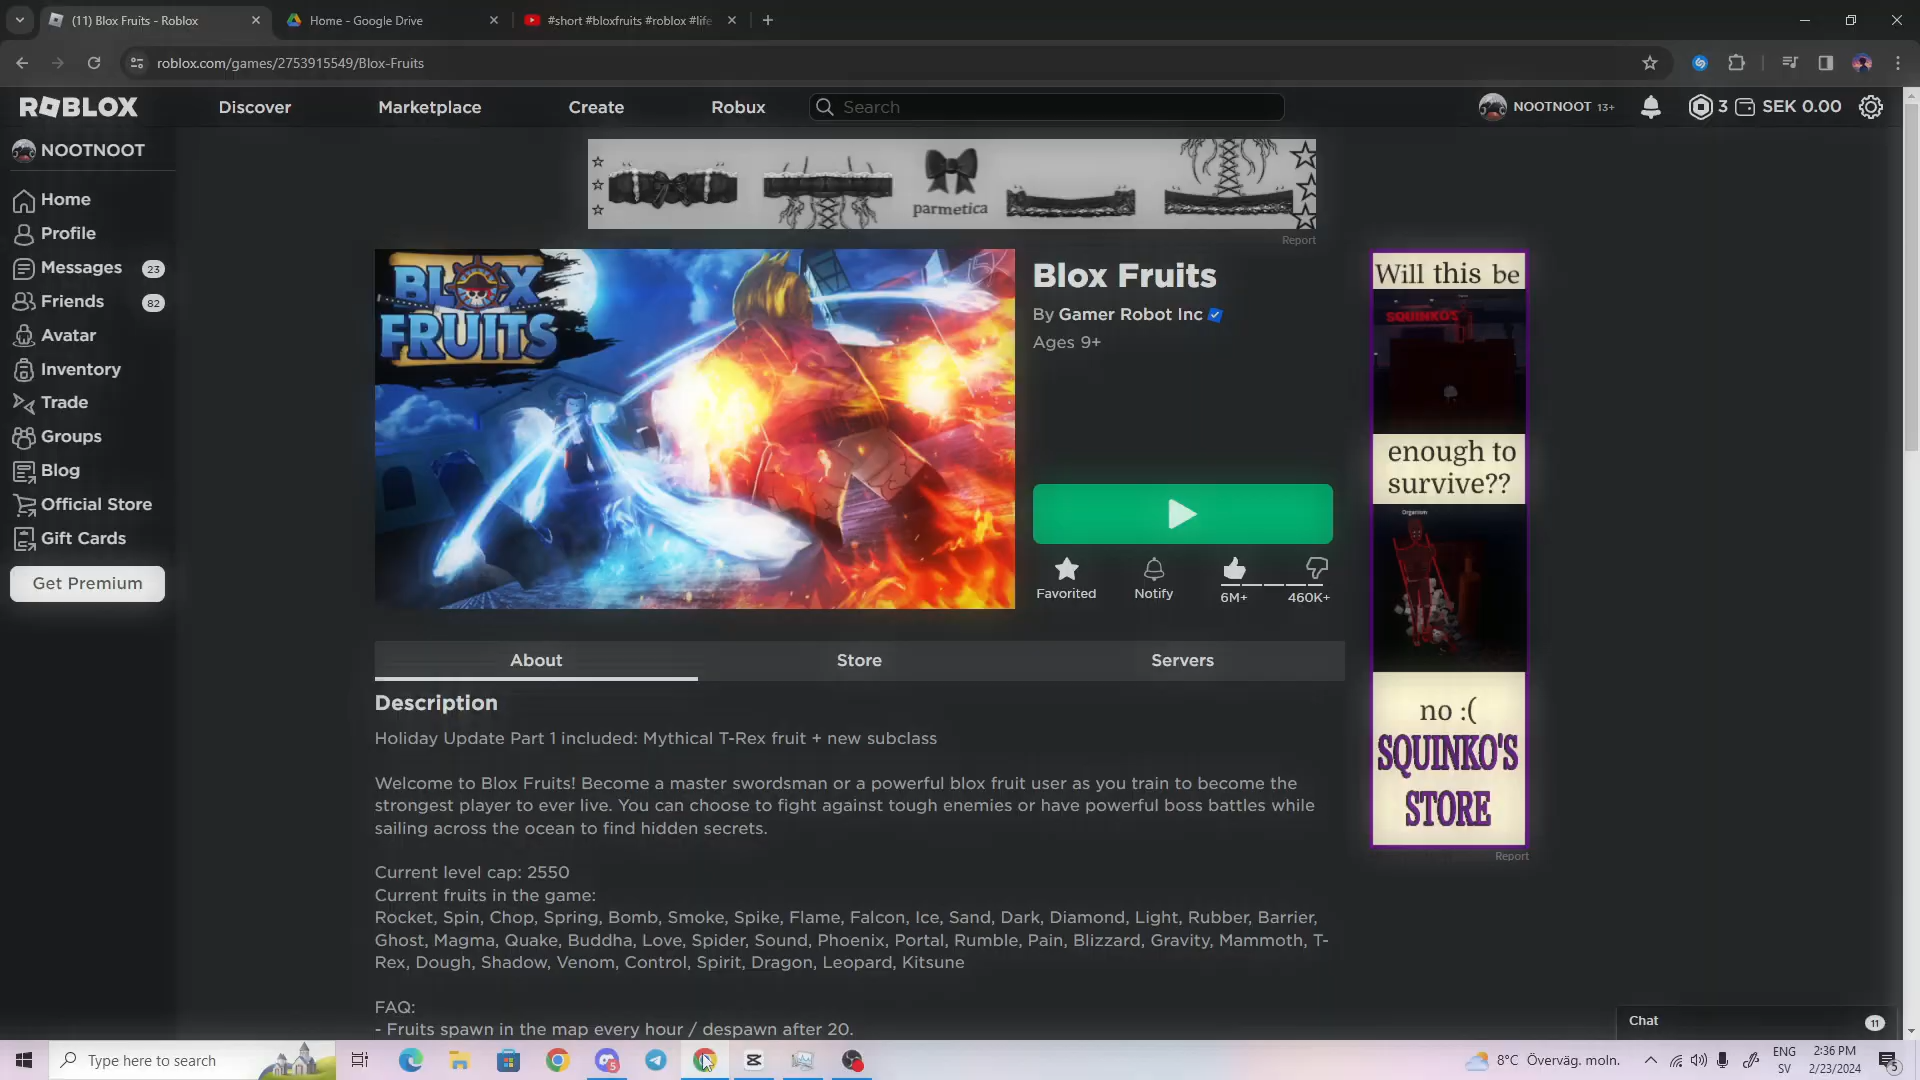 (11) Blox Fruits - Roblox
Home - Google Drive
#short #bloxfruits #roblox #life
roblox.com/games/2753915549/Blox-Fruits
ROBLOX
Discover
Marketplace
Create
Robux
Search
NOOTNOOT 13+
3
SEK 0.00
NOOTNOOT
Home
Profile
Messages 23
Friends 82
Avatar
Inventory
Trade
Groups
Blog
Official Store
Gift Cards
Get Premium
parmetica
Report
BLOX
FRUITS
Blox Fruits
By Gamer Robot Inc
Ages 9+
Favorited
Notify
6M+
460K+
Will this be
SQUINKO'S
enough to
survive??
Organism
no :(
SQUINKO'S
STORE
Report
About
Store
Servers
Description
Holiday Update Part 1 included: Mythical T-Rex fruit + new subclass
Welcome to Blox Fruits! Become a master swordsman or a powerful blox fruit user as you train to become the
strongest player to ever live. You can choose to fight against tough enemies or have powerful boss battles while
sailing across the ocean to find hidden secrets.
Current level cap: 2550
Current fruits in the game:
Rocket, Spin, Chop, Spring, Bomb, Smoke, Spike, Flame, Falcon, Ice, Sand, Dark, Diamond, Light, Rubber, Barrier,
Ghost, Magma, Quake, Buddha, Love, Spider, Sound, Phoenix, Portal, Rumble, Pain, Blizzard, Gravity, Mammoth, T-
Rex, Dough, Shadow, Venom, Control, Spirit, Dragon, Leopard, Kitsune
FAQ:
- Fruits spawn in the map every hour / despawn after 20.
Chat
11
Type here to search
5
8°C Överväg. moln.
ENG
SV
2:36 PM
2/23/2024
5